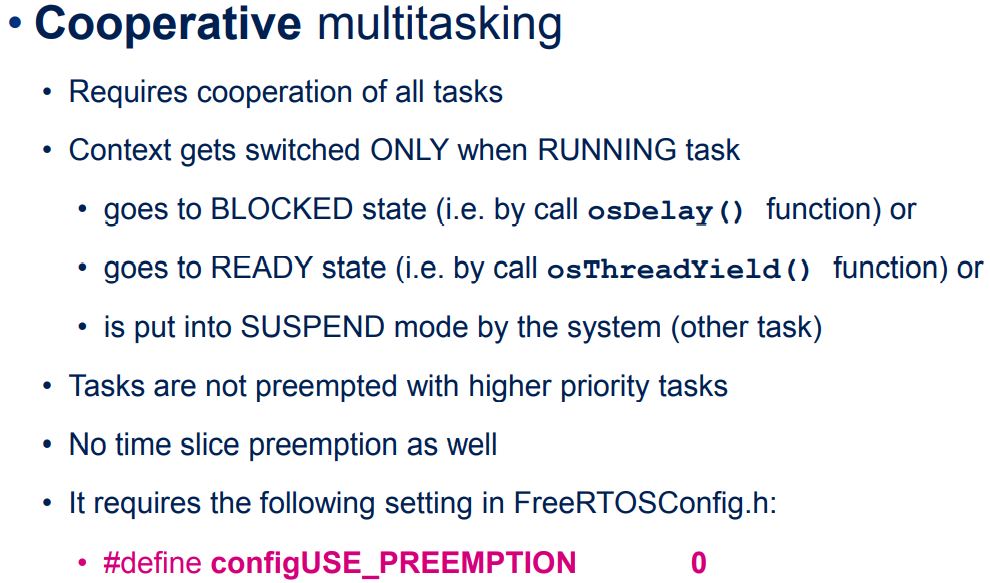 • Cooperative multitasking
• Requires cooperation of all tasks
• Context gets switched ONLY when RUNNING task
• goes to BLOCKED state (i.e. by call osDelay() function) or
• goes to READY state (i.e. by call osThreadYield() function) or
• is put into SUSPEND mode by the system (other task)
• Tasks are not preempted with higher priority tasks
• No time slice preemption as well
• It requires the following setting in FreeRTOSConfig.h:
• #define configUSE_PREEMPTION 0